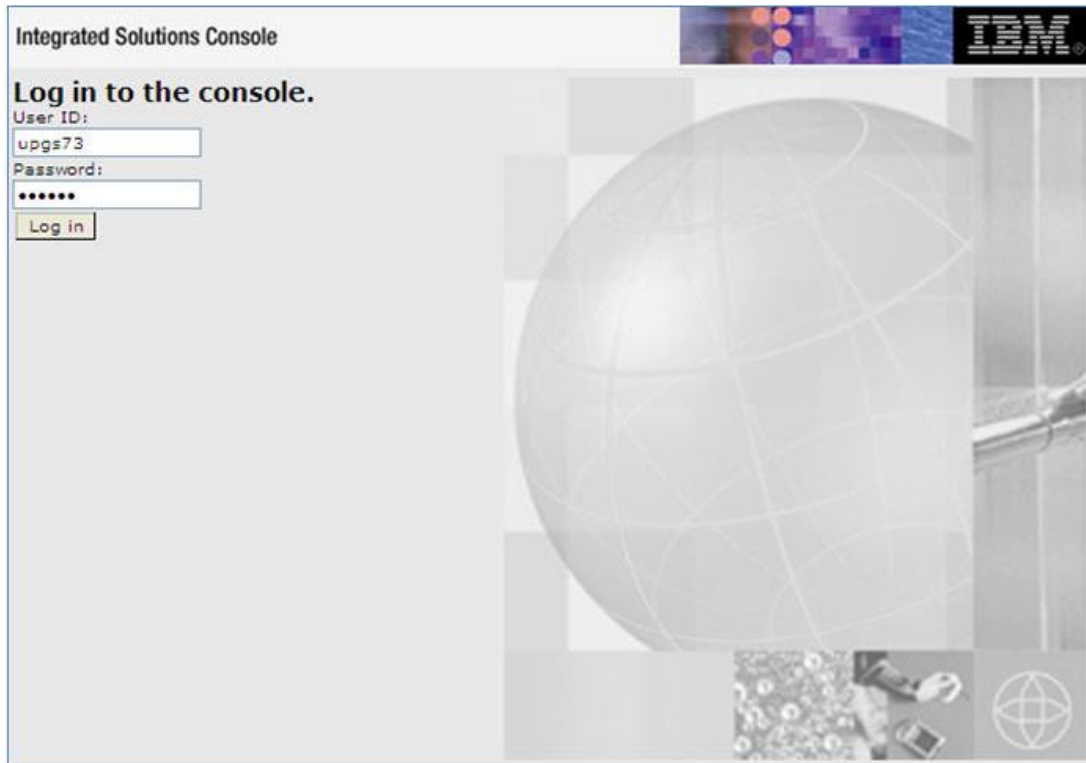 Integrated Solutions Console
IBM®
Log in to the console.
User ID:
upgs73
Password:
••••••
Log in